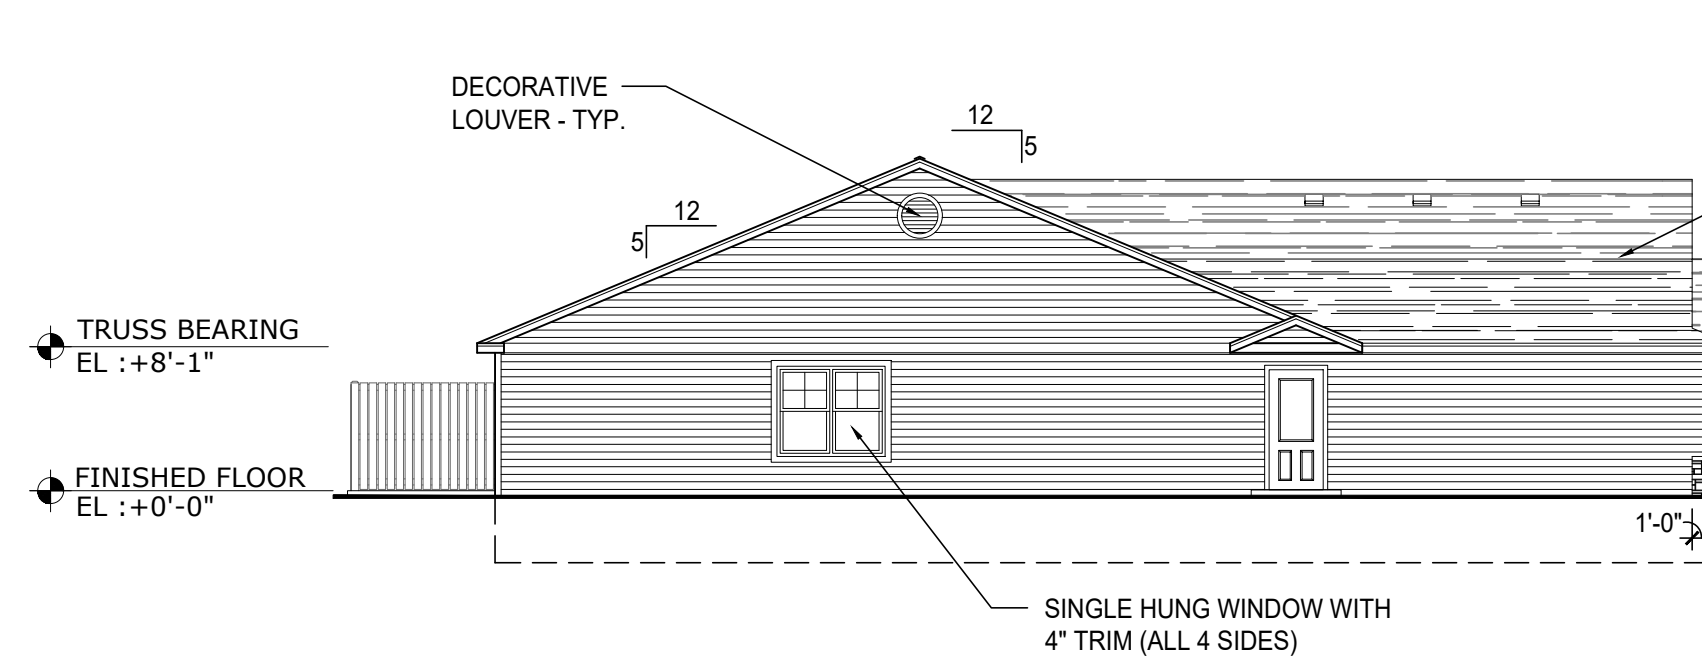 DECORATIVE
LOUVER - TYP.
12
5
12
5
TRUSS BEARING
EL :+8'-1"
FINISHED FLOOR
EL :+0'-0"
1'-0"
SINGLE HUNG WINDOW WITH
4" TRIM (ALL 4 SIDES)